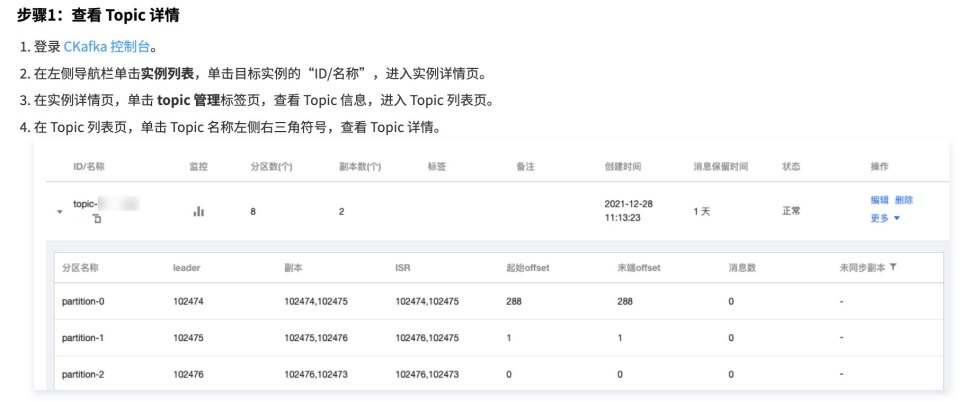 步骤1：查看 Topic 详情
1. 登录 CKafka 控制台。
2. 在左侧导航栏单击实例列表，单击目标实例的“ID/名称”，进入实例详情页。
3. 在实例详情页，单击 topic 管理标签页，查看 Topic 信息，进入 Topic 列表页。
4. 在 Topic 列表页，单击 Topic 名称左侧右三角符号，查看 Topic 详情。
ID/名称 监控 分区数(个) 副本数(个) 标签 备注 创建时间 消息保留时间 状态 操作
topic- 8 2 2021-12-28 11:13:23 1 天 正常 编辑 删除 更多
分区名称 leader 副本 ISR 起始offset 末端offset 消息数 未同步副本
partition-0 102474 102474,102475 102474,102475 288 288 0 -
partition-1 102475 102475,102476 102476,102475 1 1 0 -
partition-2 102476 102476,102473 102476,102473 0 0 0 -